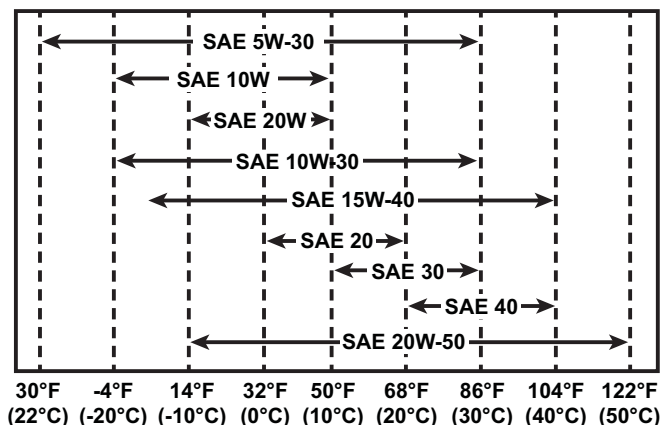 SAE 5W-30
SAE 10W
SAE 20W
SAE 10W-30
SAE 15W-40
SAE 20
SAE 30
SAE 40
SAE 20W-50
30°F -4°F 14°F 32°F 50°F 68°F 86°F 104°F 122°F
(22°C) (-20°C) (-10°C) (0°C) (10°C) (20°C) (30°C) (40°C) (50°C)